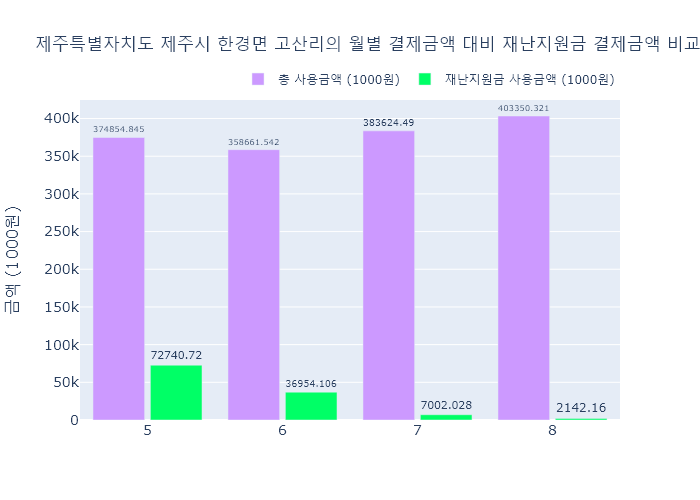 제주특별자치도 제주시 한경면 고산리의 월별 결제금액 대비 재난지원금 결제금액 비교
총 사용금액 (1000원)
재난지원금 사용금액 (1000원)
금액 (1000원)
400k
350k
300k
250k
200k
150k
100k
50k
0
374854.845
72740.72
358661.542
36954.106
383624.49
7002.028
403350.321
2142.16
5
6
7
8